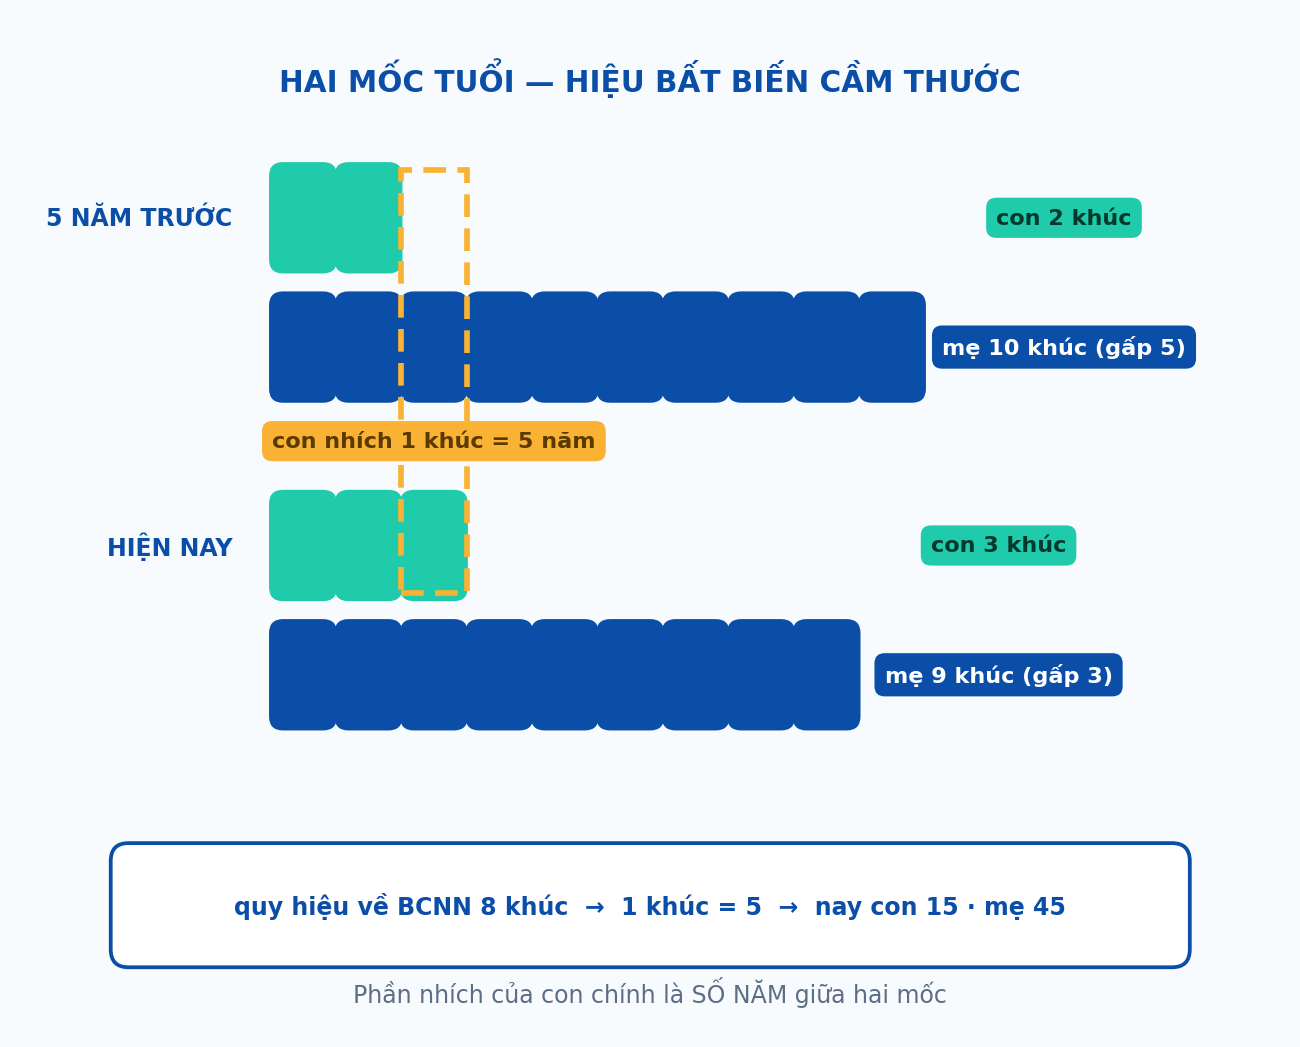 HAI MỐC TUỔI — HIỆU BẤT BIẾN CẦM THƯỚC
5 NĂM TRƯỚC
con 2 khúc
mẹ 10 khúc (gấp 5)
con nhích 1 khúc = 5 năm
HIỆN NAY
con 3 khúc
mẹ 9 khúc (gấp 3)
quy hiệu về BCNN 8 khúc → 1 khúc = 5 → nay con 15 · mẹ 45
Phần nhích của con chính là SỐ NĂM giữa hai mốc